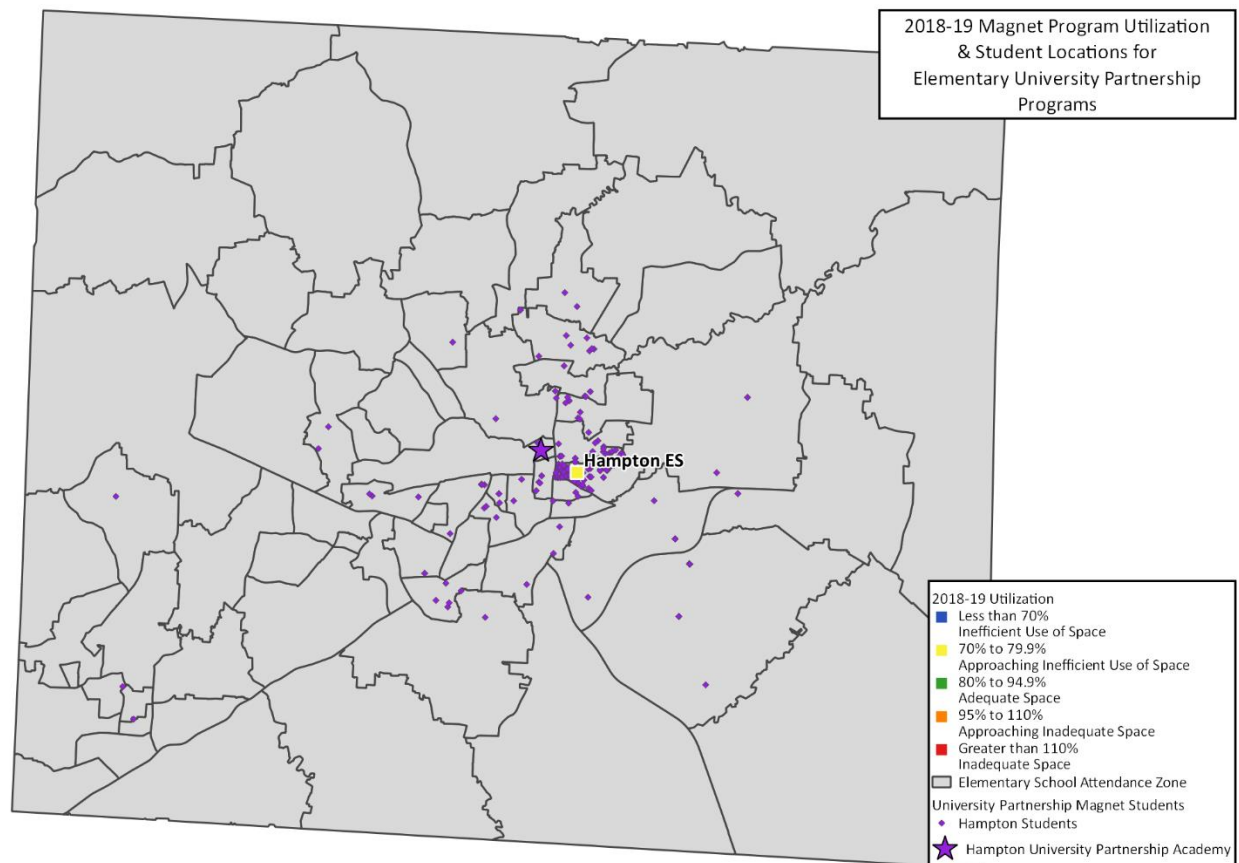 2018-19 Magnet Program Utilization
& Student Locations for
Elementary University Partnership
Programs
Hampton ES
2018-19 Utilization
Less than 70%
Inefficient Use of Space
70% to 79.9%
Approaching Inefficient Use of Space
80% to 94.9%
Adequate Space
95% to 110%
Approaching Inadequate Space
Greater than 110%
Inadequate Space
Elementary School Attendance Zone
University Partnership Magnet Students
Hampton Students
Hampton University Partnership Academy